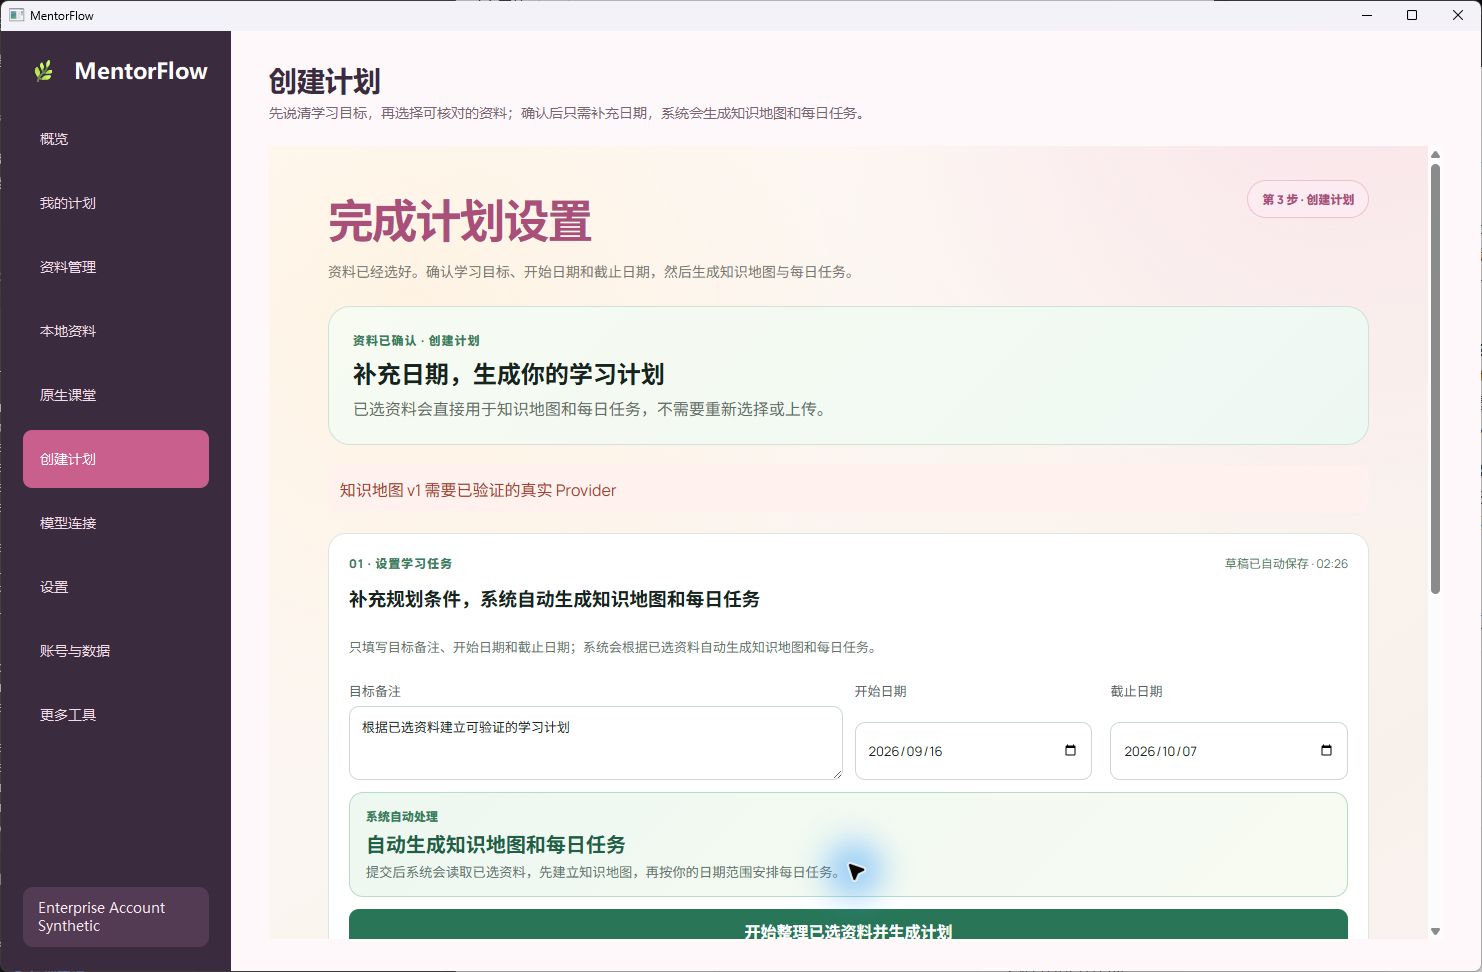 MentorFlow
MentorFlow
概览
我的计划
资料管理
本地资料
原生课堂
创建计划
模型连接
设置
账号与数据
更多工具
Enterprise Account
Synthetic
创建计划
先说清学习目标，再选择可核对的资料；确认后只需补充日期，系统会生成知识地图和每日任务。
完成计划设置
第 3 步 · 创建计划
资料已经选好。确认学习目标、开始日期和截止日期，然后生成知识地图与每日任务。
资料已确认 · 创建计划
补充日期，生成你的学习计划
已选资料会直接用于知识地图和每日任务，不需要重新选择或上传。
知识地图 v1 需要已验证的真实 Provider
01 · 设置学习任务
草稿已自动保存 · 02:26
补充规划条件，系统自动生成知识地图和每日任务
只填写目标备注、开始日期和截止日期；系统会根据已选资料自动生成知识地图和每日任务。
目标备注
开始日期
截止日期
根据已选资料建立可验证的学习计划
2026/09/16
2026/10/07
系统自动处理
自动生成知识地图和每日任务
提交后系统会读取已选资料，先建立知识地图，再按你的日期范围安排每日任务。
开始整理已选资料并生成计划